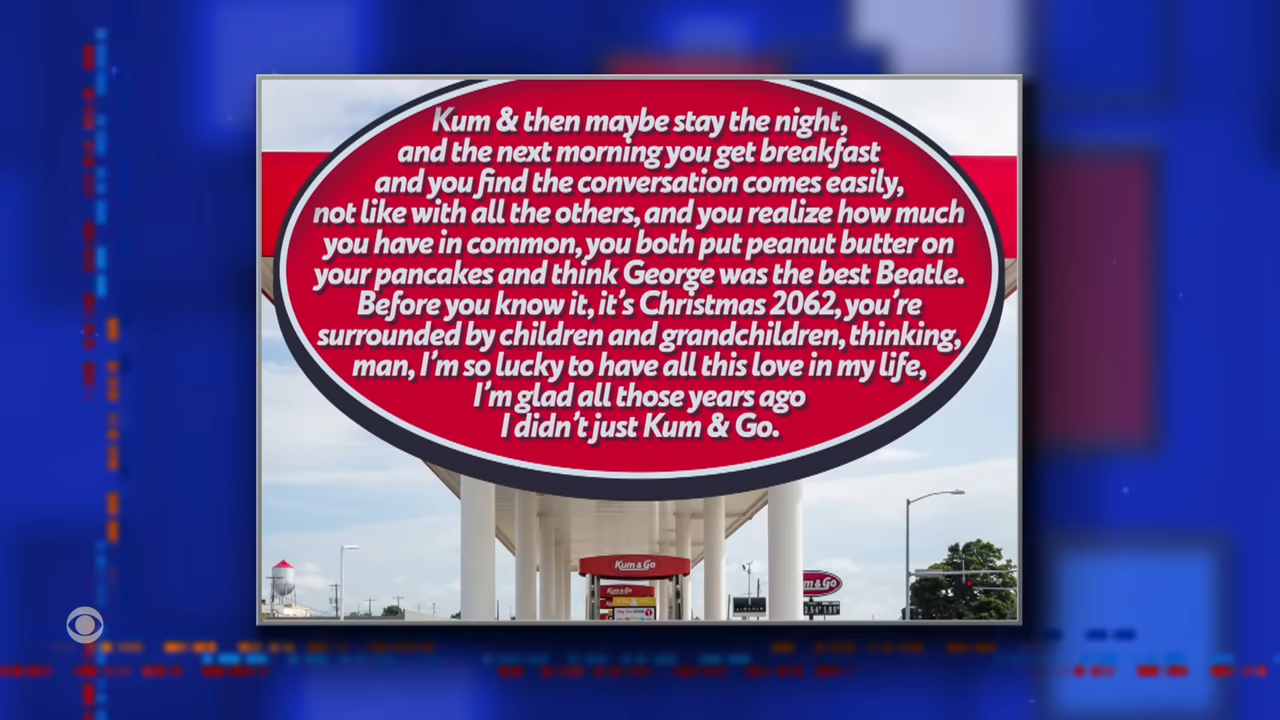 Kum & then maybe stay the night,
and the next morning you get breakfast
and you find the conversation comes easily,
not like with all the others, and you realize how much
you have in common, you both put peanut butter on
your pancakes and think George was the best Beatle.
Before you know it, it's Christmas 2062, you're
surrounded by children and grandchildren, thinking,
man, I'm so lucky to have all this love in my life,
I'm glad all those years ago
I didn't just Kum & Go.
Kum & Go
Kum & Go
m & Go
LINCOLN